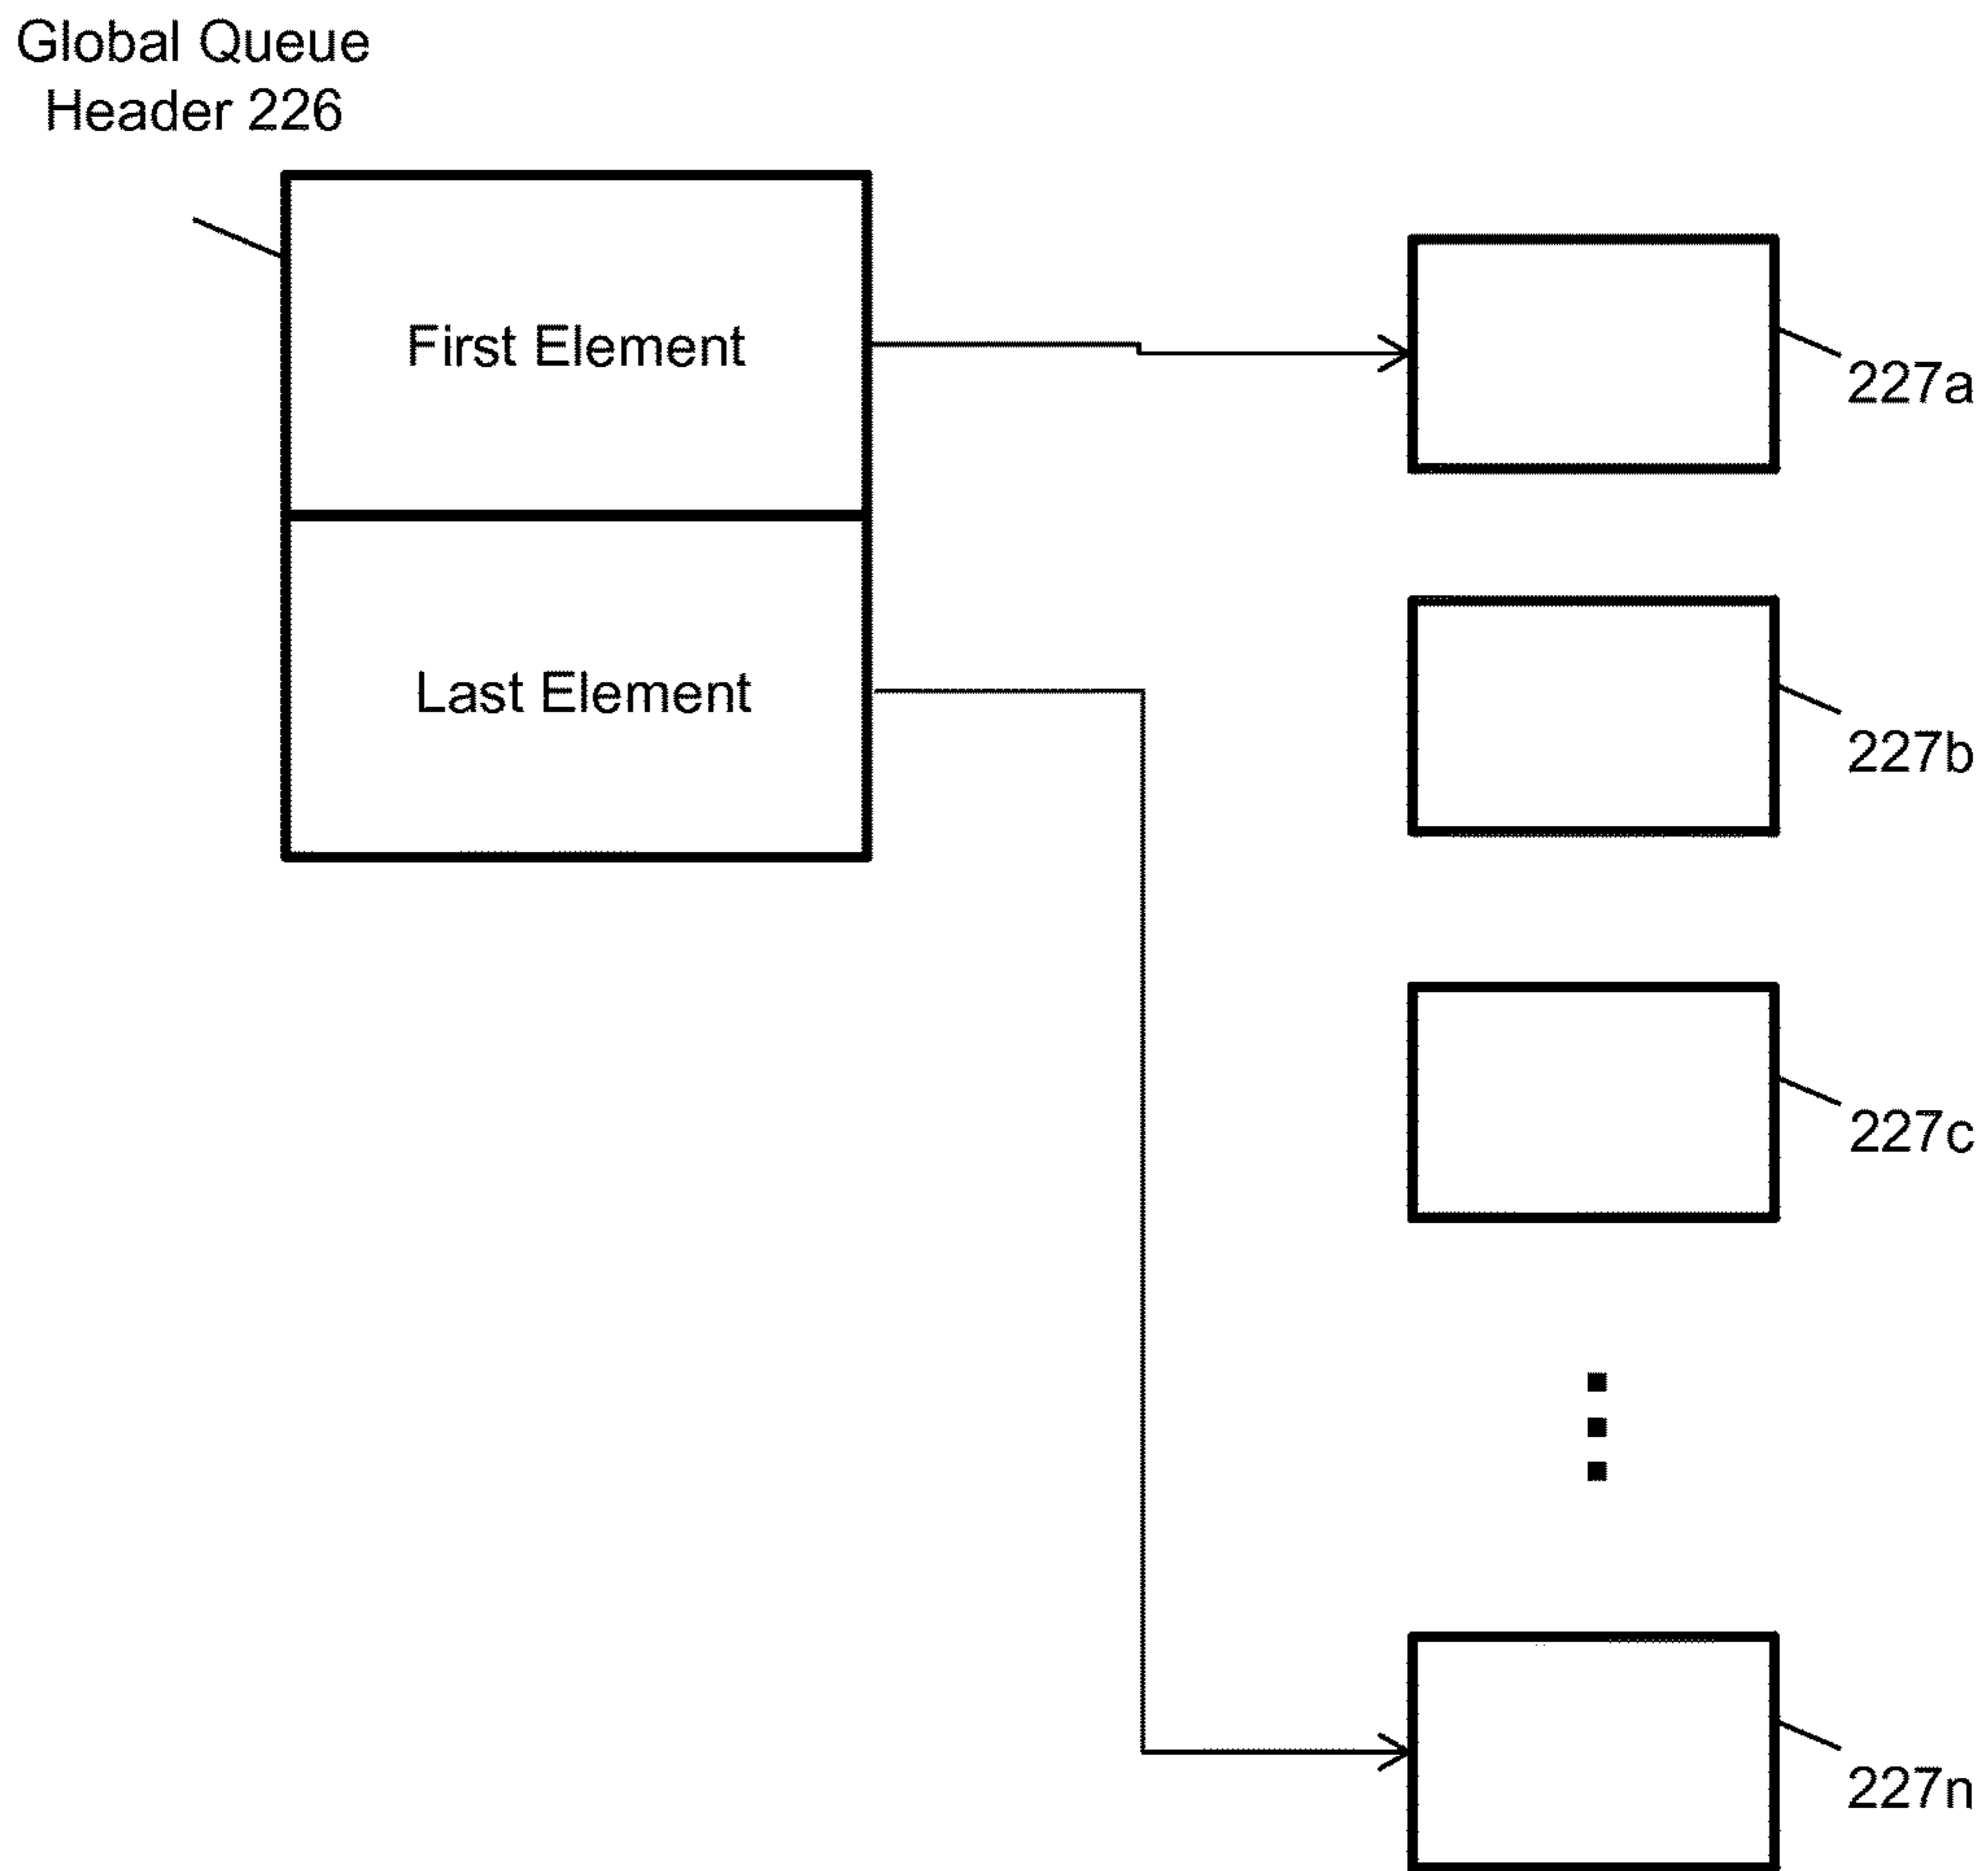 Global Queue
Header 226
First Element
227a
Last Element
227b
227c
227n